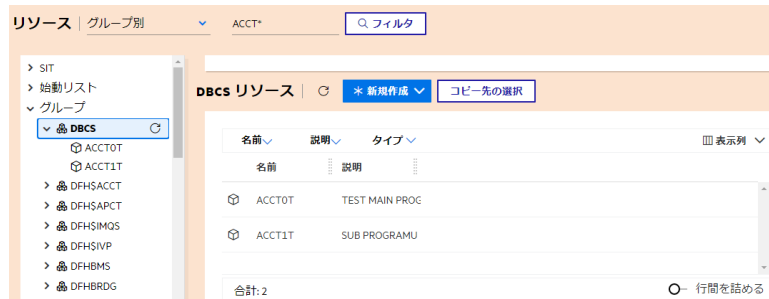 リソース グループ別 ACCT* フィルタ
SIT
始動リスト
グループ
DBCS
ACCT0T
ACCT1T
DFH$ACCT
DFH$APCT
DFH$IMQS
DFH$IVP
DFHBMS
DFHBRDG
DBCS リソース 新規作成 コピー先の選択
名前 説明 タイプ 表示列
名前 説明
ACCT0T TEST MAIN PROG
ACCT1T SUB PROGRAMU
合計: 2 行間を詰める